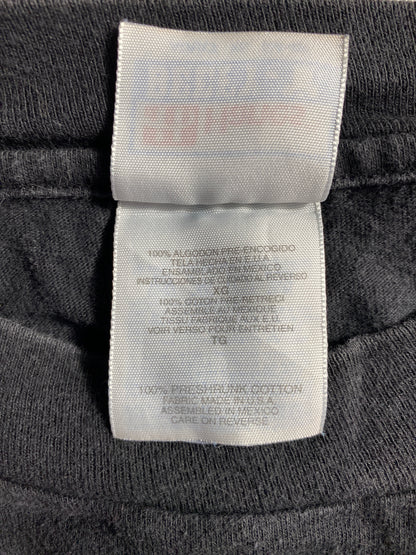 100% ALGODON PRE-ENCOGIDO
TELA HECHA EN E.U.A.
ENSAMBLADO EN MEXICO
INSTRUCCIONES DE CUIDADO AL REVERSO
XG
100% COTON PRE-RETRECI
ASSEMBLE AU MEXIQUE
TISSU FABRIQUE AUX E.U.
VOIR VERSO POUR ENTRETIEN
TG
100% PRESHRUNK COTTON
FABRIC MADE IN U.S.A.
ASSEMBLED IN MEXICO
CARE ON REVERSE